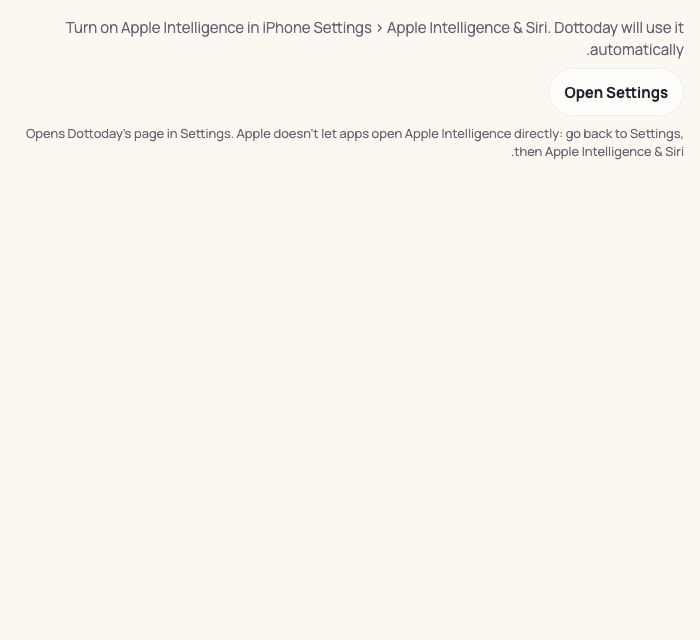 Turn on Apple Intelligence in iPhone Settings › Apple Intelligence & Siri. Dottoday will use it
.automatically
Open Settings
Opens Dottoday's page in Settings. Apple doesn't let apps open Apple Intelligence directly: go back to Settings,
.then Apple Intelligence & Siri